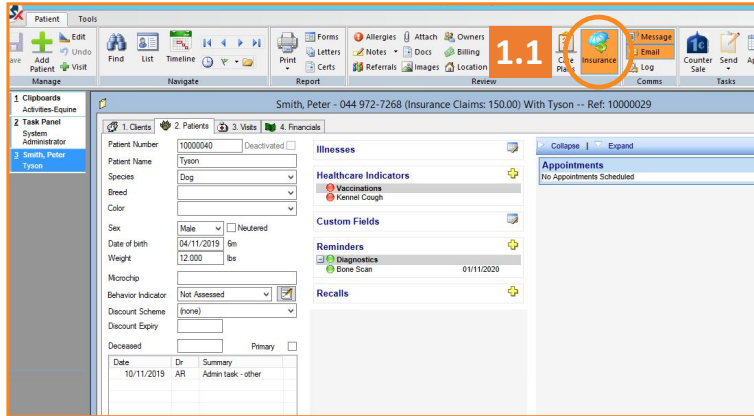 Patient Tools
Edit
Undo
Add Patient
Visit
Manage
Find
List
Timeline
Navigate
Print
Forms
Letters
Certs
Report
Allergies
Attach
Owners
Notes
Docs
Billing
Referrals
Images
Location
Review
1.1
Insurance
Message
Email
Log
Comms
Counter Sale
Send
Tasks
1 Clipboards
Activities-Equine
2 Task Panel
System
Administrator
3 Smith, Peter
Tyson
Smith, Peter - 044 972-7268 (Insurance Claims: 150.00) With Tyson -- Ref: 10000029
1. Clients 2. Patients 3. Visits 4. Financials
Patient Number 10000040 Deactivated
Patient Name Tyson
Species Dog
Breed
Color
Sex Male Neutered
Date of birth 04/11/2019 6m
Weight 12.000 lbs
Microchip
Behavior Indicator Not Assessed
Discount Scheme (none)
Discount Expiry
Deceased Primary
Date Dr Summary
10/11/2019 AR Admin task - other
Illnesses
Healthcare Indicators
Vaccinations
Kennel Cough
Custom Fields
Reminders
Diagnostics
Bone Scan 01/11/2020
Recalls
Collapse | Expand
Appointments
No Appointments Scheduled